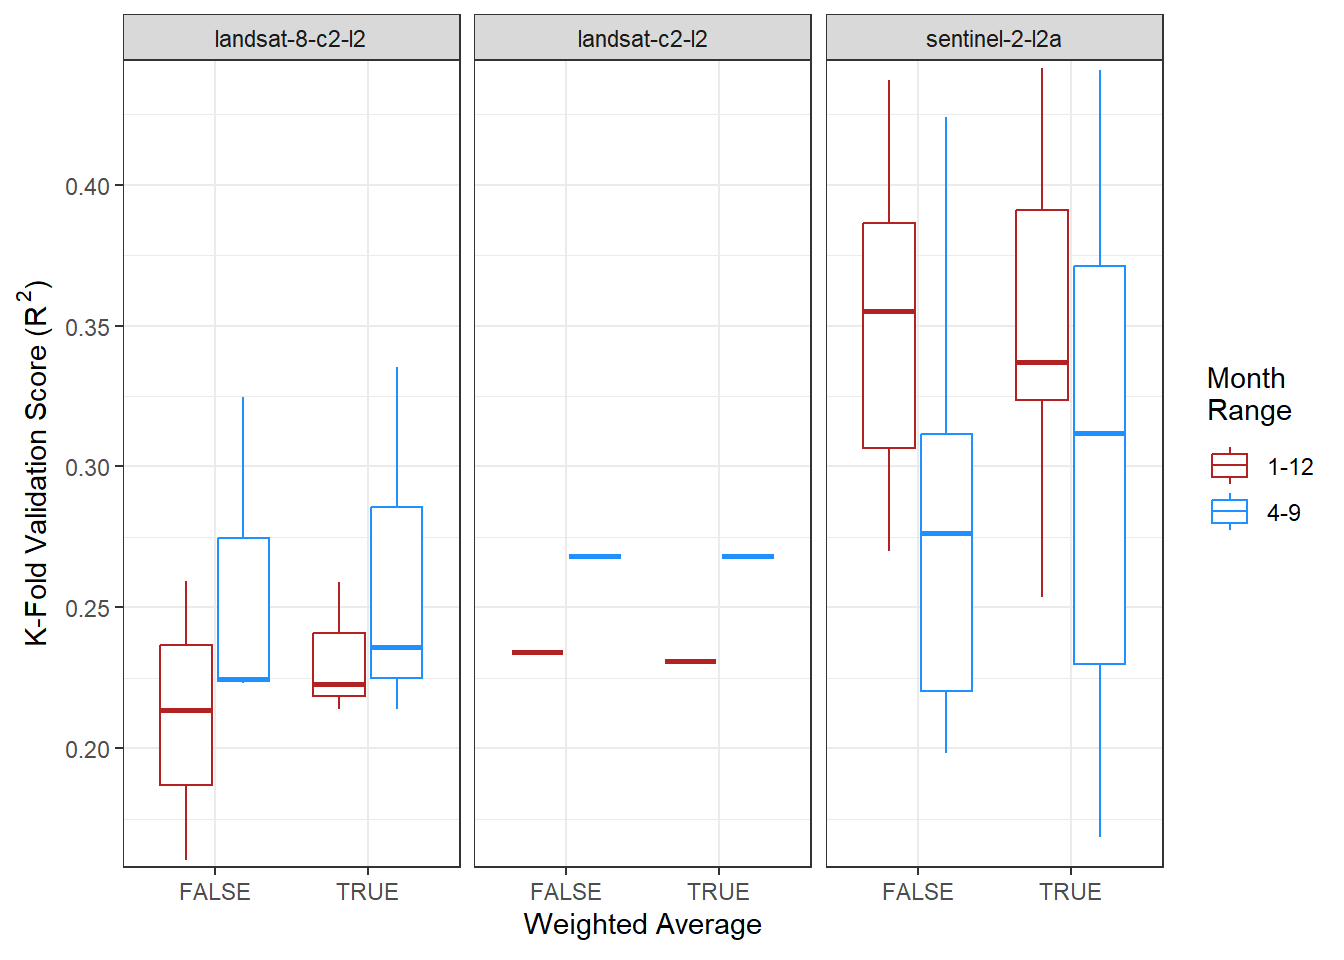 landsat-8-c2-l2
landsat-c2-l2
sentinel-2-l2a
K-Fold Validation Score (R²)
0.40
0.35
0.30
0.25
0.20
FALSE
TRUE
FALSE
TRUE
FALSE
TRUE
Weighted Average
Month
Range
1-12
4-9